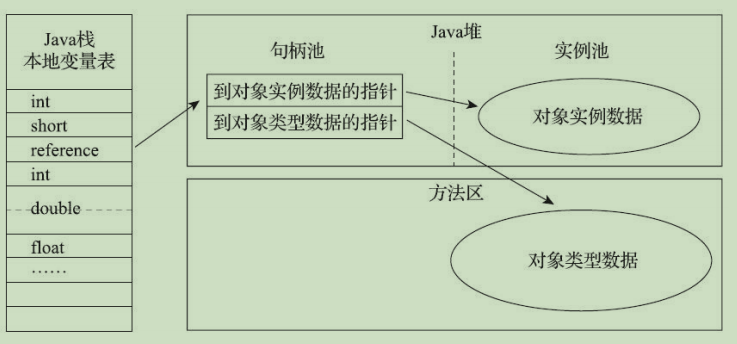 Java栈
本地变量表
int
short
reference
int
double
float
……
Java堆
句柄池
实例池
到对象实例数据的指针
到对象类型数据的指针
对象实例数据
方法区
对象类型数据